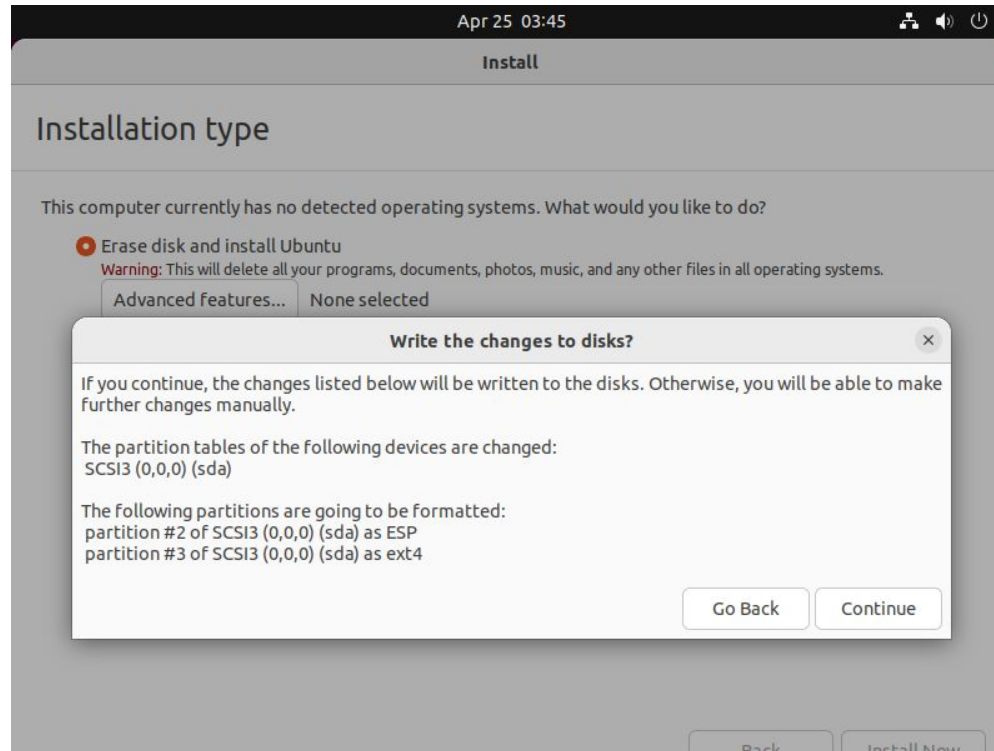 Apr 25 03:45
Install
Installation type
This computer currently has no detected operating systems. What would you like to do?
Erase disk and install Ubuntu
Warning: This will delete all your programs, documents, photos, music, and any other files in all operating systems.
Advanced features... None selected
Write the changes to disks?
If you continue, the changes listed below will be written to the disks. Otherwise, you will be able to make
further changes manually.
The partition tables of the following devices are changed:
SCSI3 (0,0,0) (sda)
The following partitions are going to be formatted:
partition #2 of SCSI3 (0,0,0) (sda) as ESP
partition #3 of SCSI3 (0,0,0) (sda) as ext4
Go Back Continue
Back Install Now